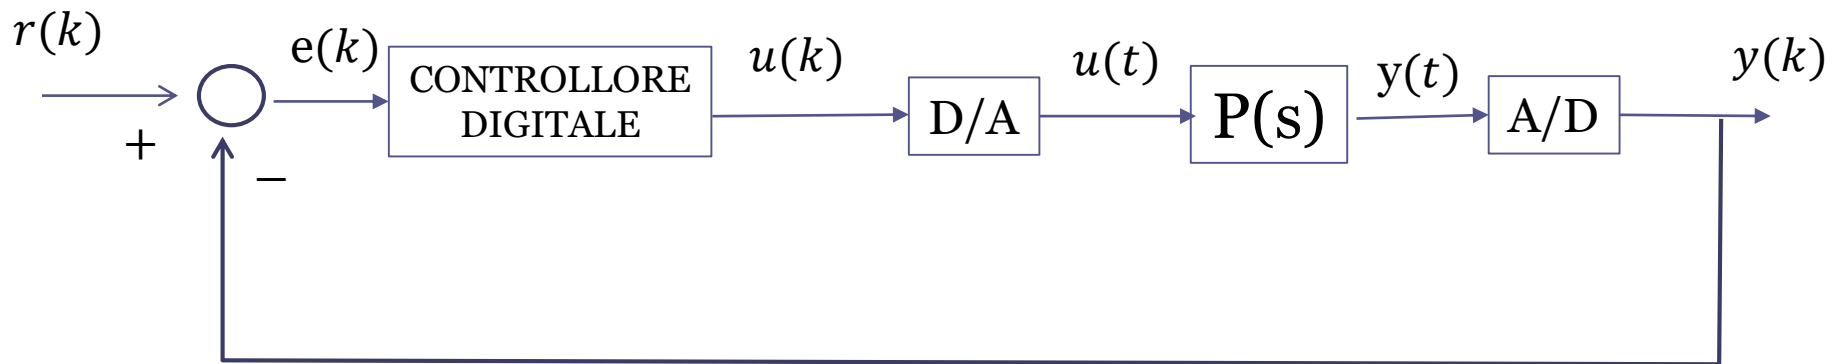 r(k)
e(k)
CONTROLLORE
DIGITALE
u(k)
D/A
u(t)
P(s)
y(t)
A/D
y(k)
+
−